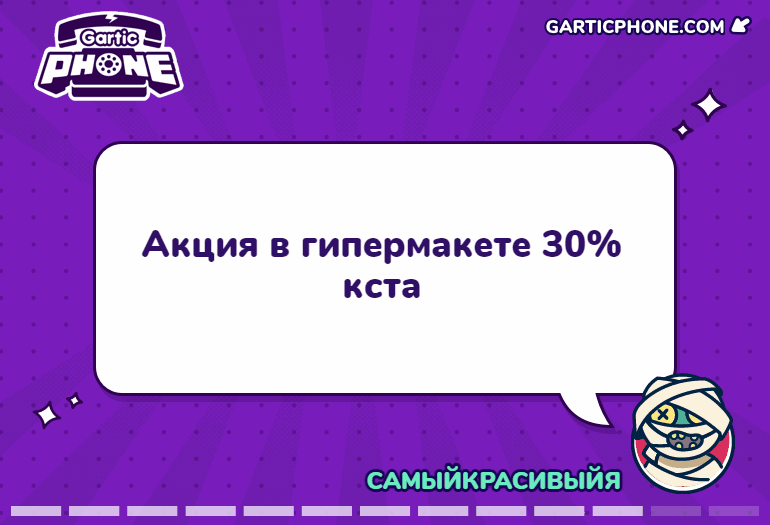 Gartic
PHONE
GARTICPHONE.COM
Акция в гипермакете 30%
кста
САМЫЙКРАСИВЫЙЯ